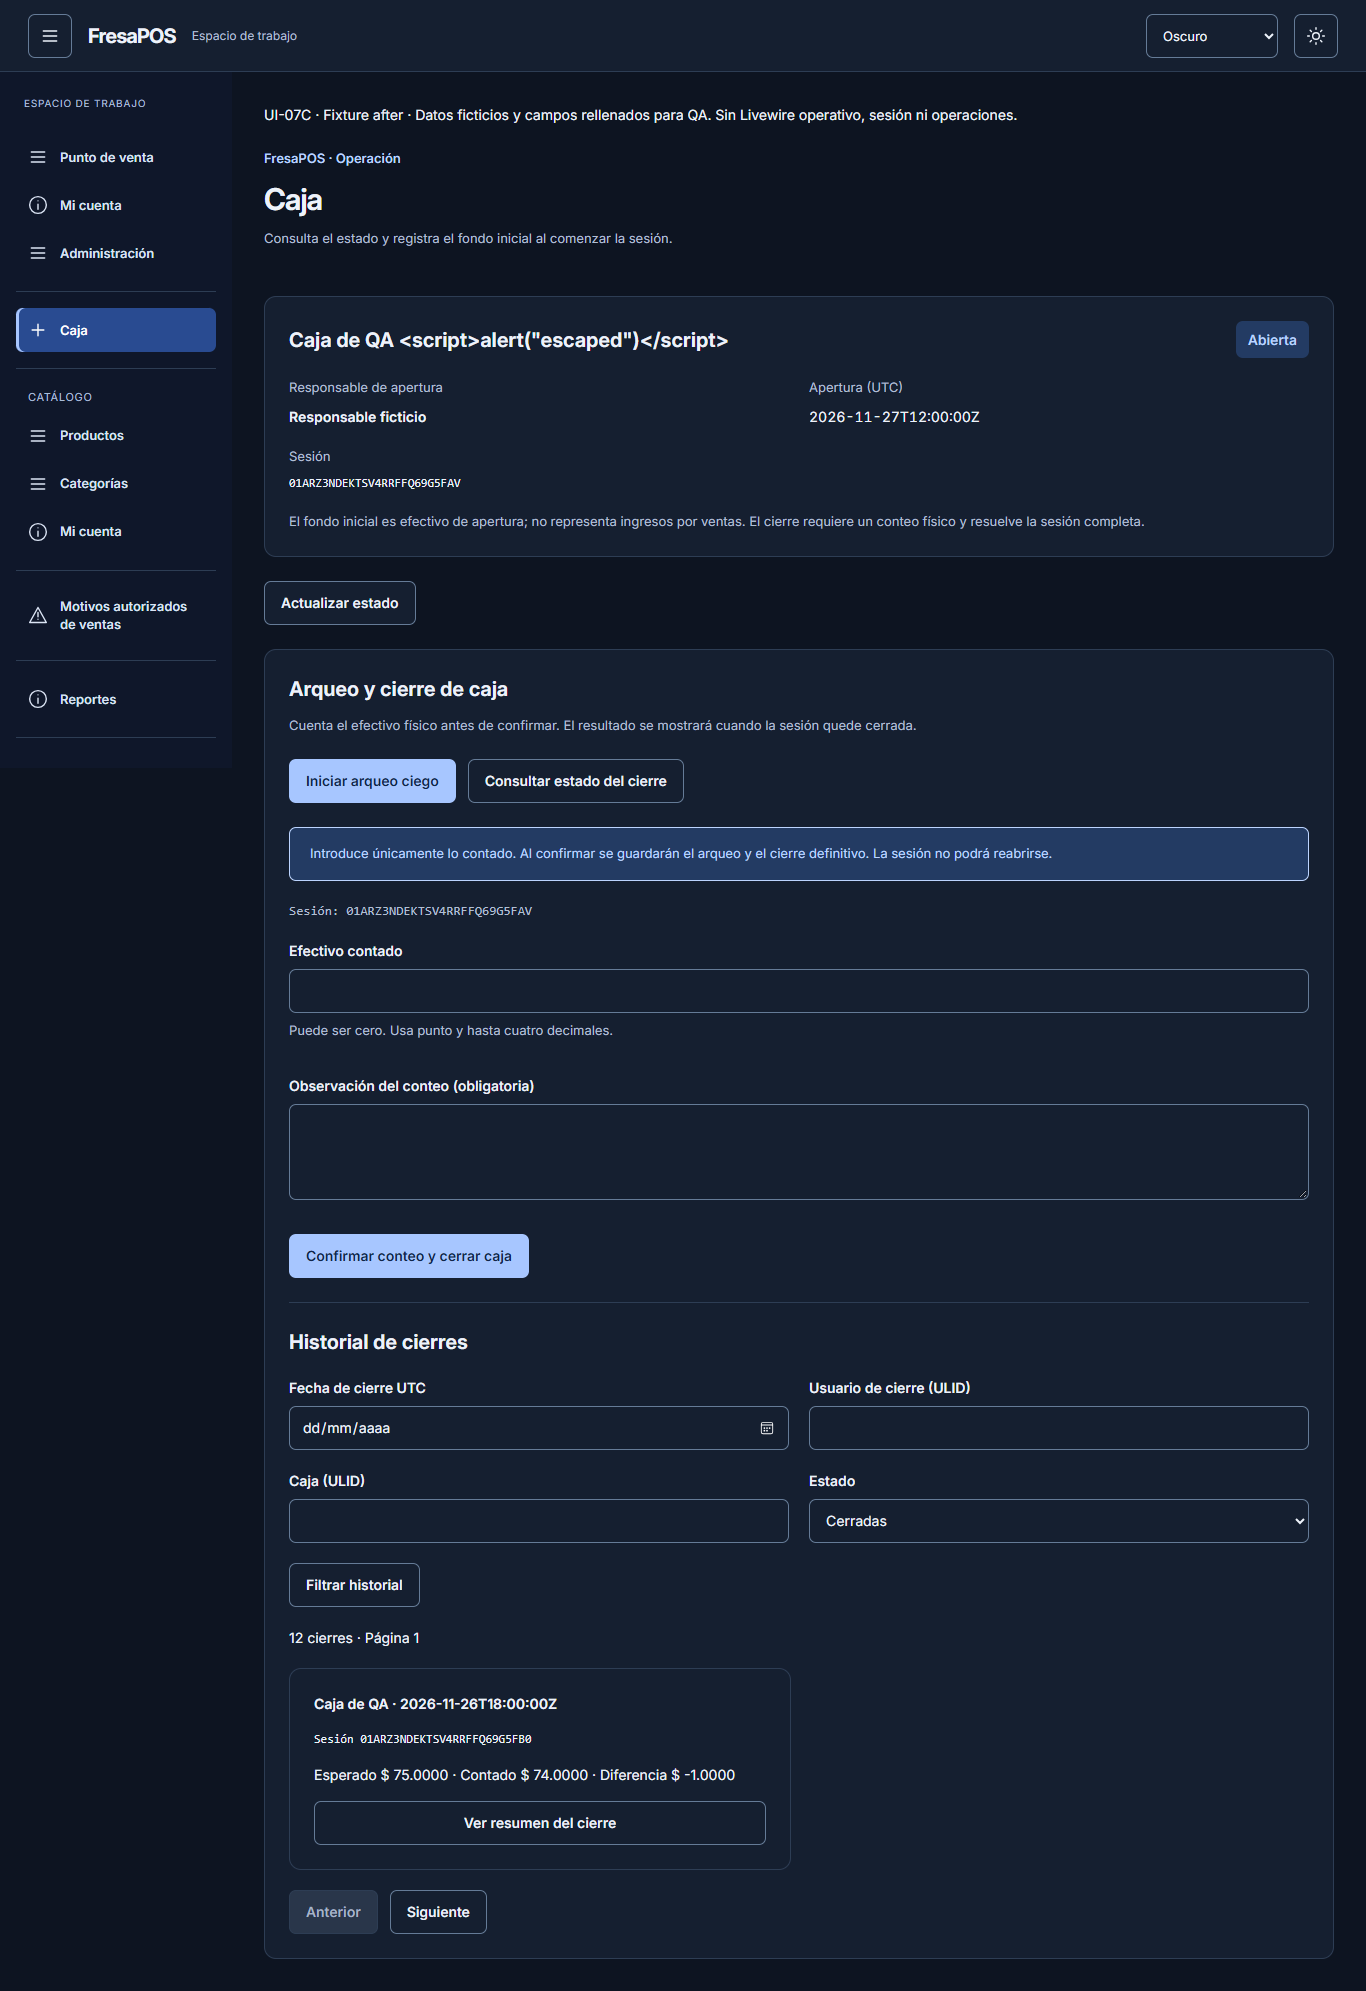 FresaPOS
Espacio de trabajo
Oscuro
ESPACIO DE TRABAJO
Punto de venta
Mi cuenta
Administración
Caja
CATÁLOGO
Productos
Categorías
Mi cuenta
Motivos autorizados
de ventas
Reportes
UI-07C · Fixture after · Datos ficticios y campos rellenados para QA. Sin Livewire operativo, sesión ni operaciones.
FresaPOS · Operación
Caja
Consulta el estado y registra el fondo inicial al comenzar la sesión.
Caja de QA <script>alert("escaped")</script>
Abierta
Responsable de apertura
Responsable ficticio
Apertura (UTC)
2026-11-27T12:00:00Z
Sesión
01ARZ3NDEKTSV4RRFFQ69G5FAV
El fondo inicial es efectivo de apertura; no representa ingresos por ventas. El cierre requiere un conteo físico y resuelve la sesión completa.
Actualizar estado
Arqueo y cierre de caja
Cuenta el efectivo físico antes de confirmar. El resultado se mostrará cuando la sesión quede cerrada.
Iniciar arqueo ciego
Consultar estado del cierre
Introduce únicamente lo contado. Al confirmar se guardarán el arqueo y el cierre definitivo. La sesión no podrá reabrirse.
Sesión: 01ARZ3NDEKTSV4RRFFQ69G5FAV
Efectivo contado
Puede ser cero. Usa punto y hasta cuatro decimales.
Observación del conteo (obligatoria)
Confirmar conteo y cerrar caja
Historial de cierres
Fecha de cierre UTC
dd/mm/aaaa
Usuario de cierre (ULID)
Caja (ULID)
Estado
Cerradas
Filtrar historial
12 cierres · Página 1
Caja de QA · 2026-11-26T18:00:00Z
Sesión 01ARZ3NDEKTSV4RRFFQ69G5FB0
Esperado $ 75.0000 · Contado $ 74.0000 · Diferencia $ -1.0000
Ver resumen del cierre
Anterior
Siguiente